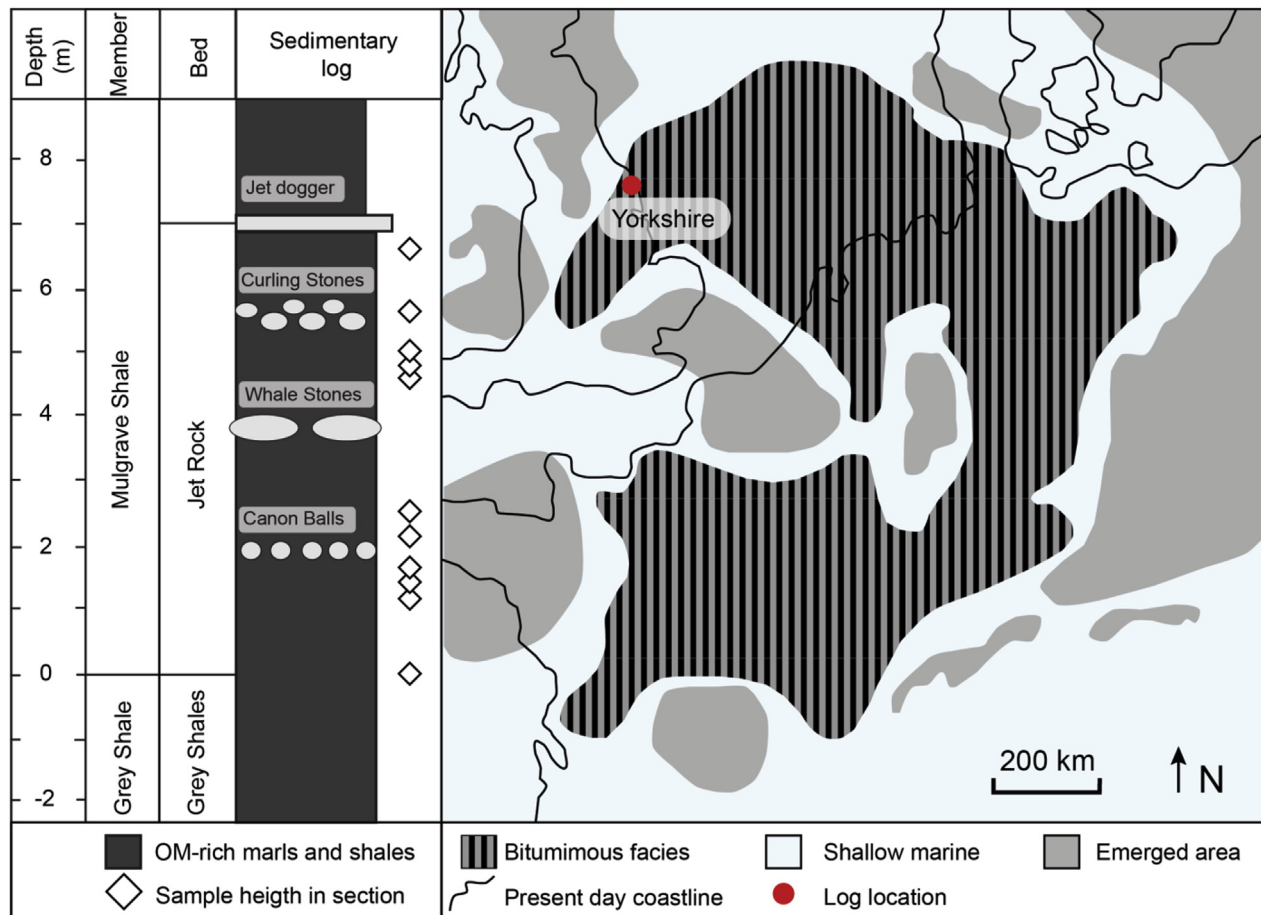 Depth
(m)
Member
Bed
Sedimentary
log
8
6
4
2
0
-2
Mulgrave Shale
Grey Shale
Jet Rock
Grey Shales
Jet dogger
Curling Stones
Whale Stones
Canon Balls
Yorkshire
200 km
N
OM-rich marls and shales
Sample heigth in section
Bitumimous facies
Shallow marine
Emerged area
Present day coastline
Log location